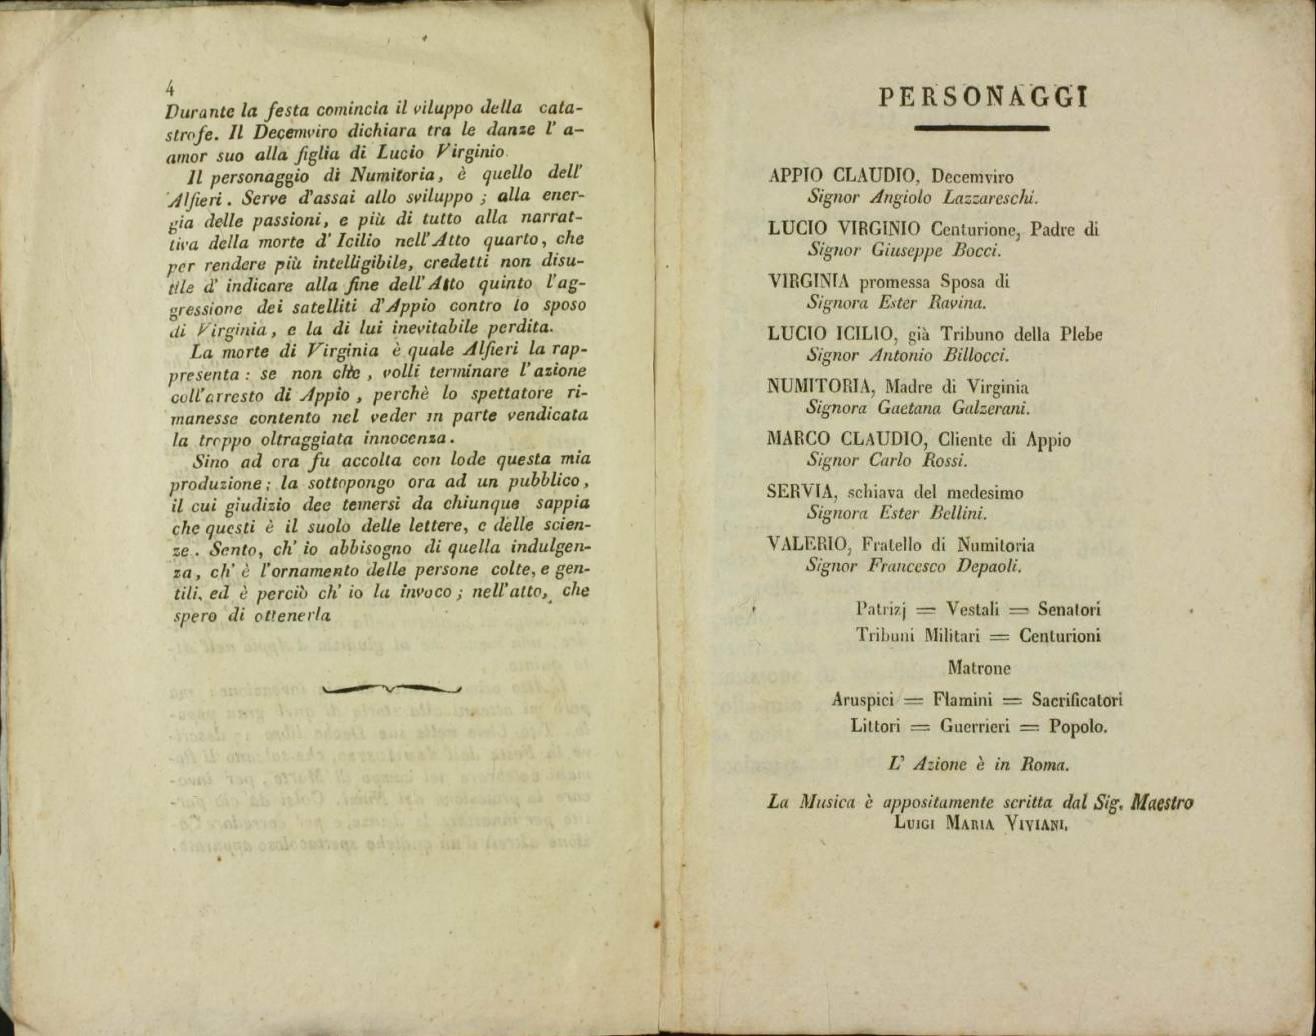 4
Durante la festa comincia il viluppo della cata-
strofe. Il Decemviro dichiara tra le danze l' a-
amor suo alla figlia di Lucio Virginio.
Il personaggio di Numitoria, è quello dell'
Alfieri. Serve d'assai allo sviluppo; alla ener-
gia delle passioni, e più di tutto alla narrat-
tiva della morte d' Icilio nell'Atto quarto, che
per rendere più intelligibile, credetti non disu-
tile d' indicare alla fine dell' Atto quinto l'ag-
gressione dei satelliti d'Appio contro lo sposo
di Virginia, e la di lui inevitabile perdita.
La morte di Virginia è quale Alfieri la rap-
presenta: se non che, volli terminare l'azione
coll'arresto di Appio, perchè lo spettatore ri-
manesse contento nel veder in parte vendicata
la troppo oltraggiata innocenza.
Sino ad ora fu accolta con lode questa mia
produzione; la sottopongo ora ad un pubblico,
il cui giudizio dee temersi da chiunque sappia
che questi è il suolo delle lettere, e delle scien-
ze. Sento, ch' io abbisogno di quella indulgen-
za, ch' è l'ornamento delle persone colte, e gen-
tili, ed è perciò ch' io la invoco; nell'atto, che
spero di ottenerla
PERSONAGGI
APPIO CLAUDIO, Decemviro
Signor Angiolo Lazzareschi.
LUCIO VIRGINIO Centurione, Padre di
Signor Giuseppe Bocci.
VIRGINIA promessa Sposa di
Signora Ester Ravina.
LUCIO ICILIO, già Tribuno della Plebe
Signor Antonio Billocci.
NUMITORIA, Madre di Virginia
Signora Gaetana Galzerani.
MARCO CLAUDIO, Cliente di Appio
Signor Carlo Rossi.
SERVIA, schiava del medesimo
Signora Ester Bellini.
VALERIO, Fratello di Numitoria
Signor Francesco Depaoli.
Patrizj = Vestali = Senatori
Tribuni Militari = Centurioni
Matrone
Aruspici = Flamini = Sacrificatori
Littori = Guerrieri = Popolo.
L' Azione è in Roma.
La Musica è appositamente scritta dal Sig. Maestro
LUIGI MARIA VIVIANI.